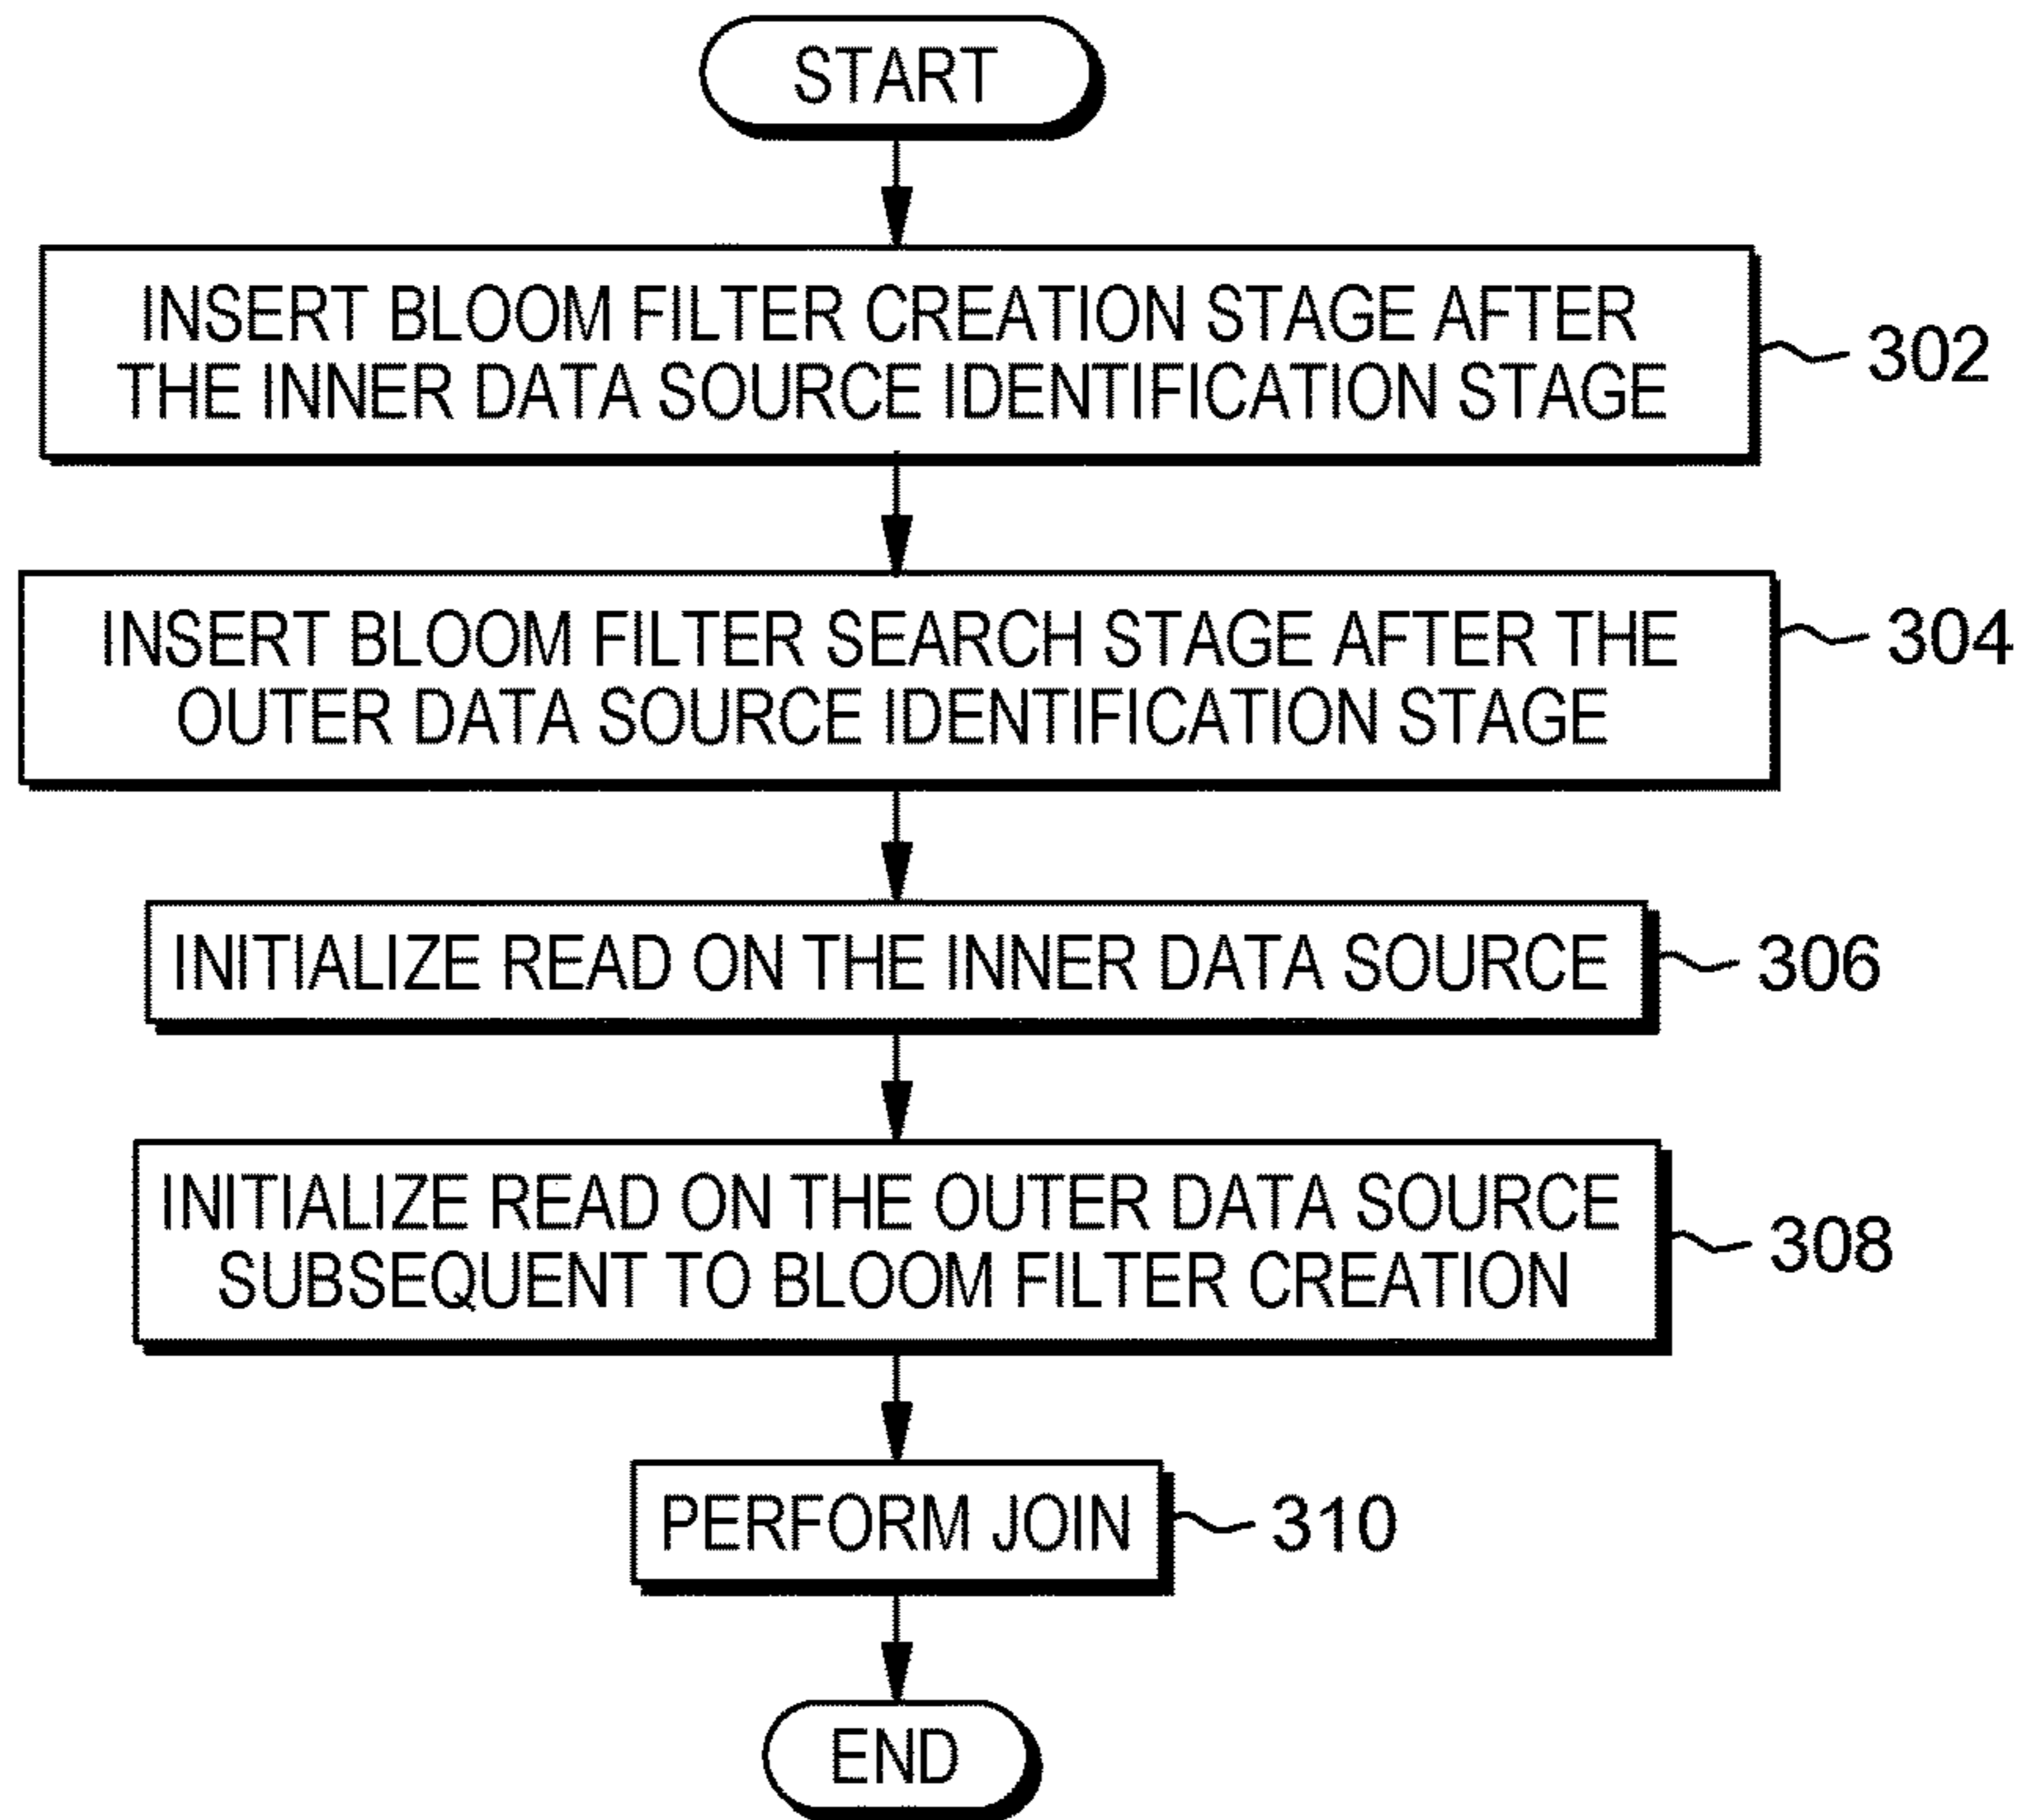 START
INSERT BLOOM FILTER CREATION STAGE AFTER
THE INNER DATA SOURCE IDENTIFICATION STAGE
302
INSERT BLOOM FILTER SEARCH STAGE AFTER THE
OUTER DATA SOURCE IDENTIFICATION STAGE
304
INITIALIZE READ ON THE INNER DATA SOURCE
306
INITIALIZE READ ON THE OUTER DATA SOURCE
SUBSEQUENT TO BLOOM FILTER CREATION
308
PERFORM JOIN
310
END